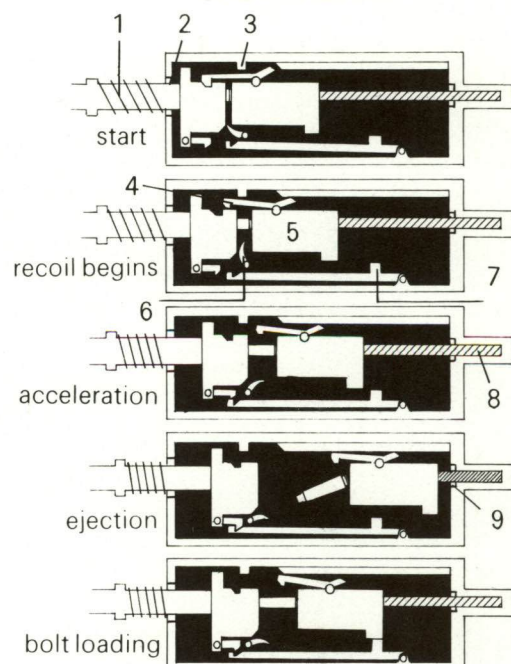 1 2 3
start
4
5
recoil begins
6 7
acceleration
8
ejection
9
bolt loading